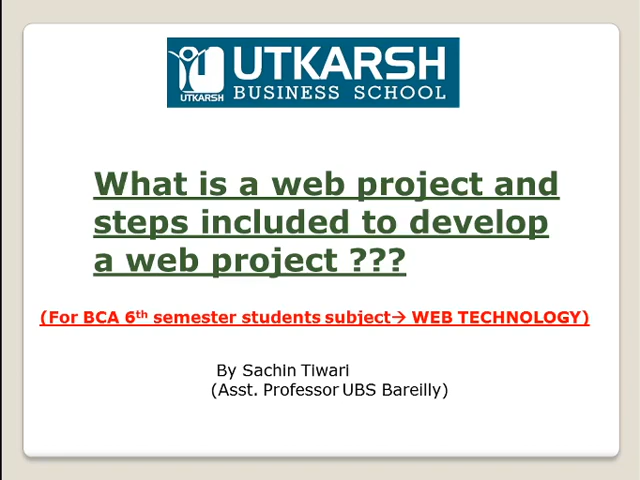 UTKARSH
UTKARSH
BUSINESS SCHOOL
What is a web project and
steps included to develop
a web project ???
(For BCA 6th semester students subject→ WEB TECHNOLOGY)
By Sachin Tiwari
(Asst. Professor UBS Bareilly)